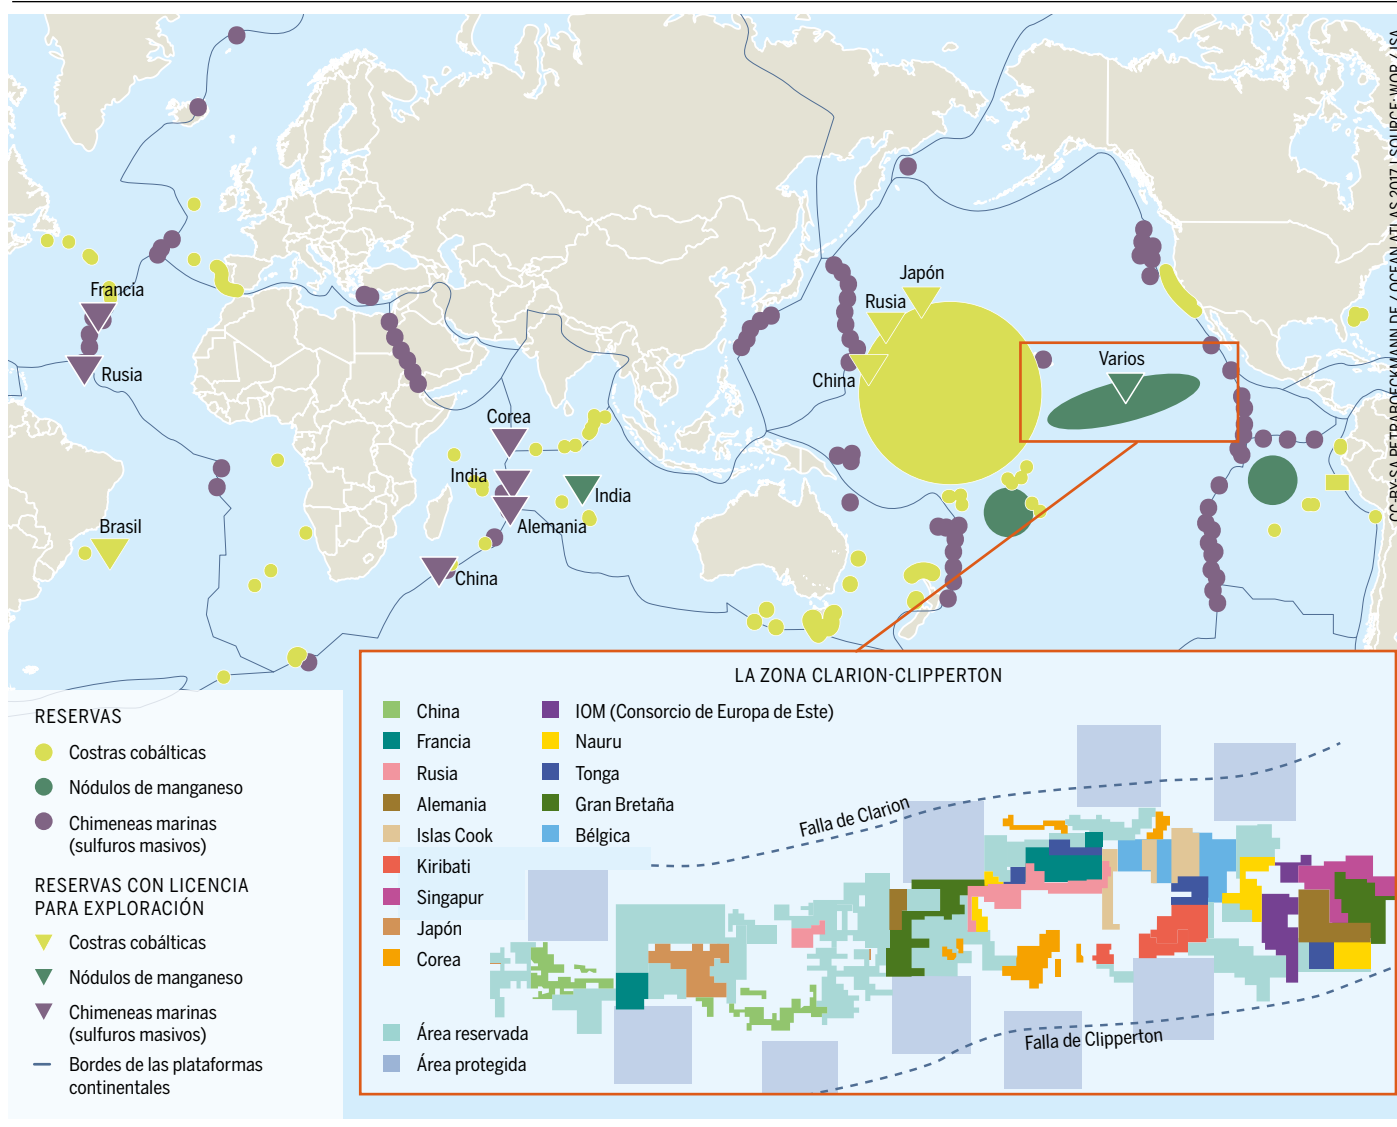 Francia
Rusia
Brasil
Corea
India
India
Alemania
China
Japón
Rusia
China
Varios
CC-BY-SA PETRABOECKMANN.DE / OCEAN ATLAS 2017 | SOURCE: WOR / ISA
RESERVAS
Costras cobálticas
Nódulos de manganeso
Chimeneas marinas
(sulfuros masivos)
RESERVAS CON LICENCIA
PARA EXPLORACIÓN
Costras cobálticas
Nódulos de manganeso
Chimeneas marinas
(sulfuros masivos)
Bordes de las plataformas
continentales
LA ZONA CLARION-CLIPPERTON
China
Francia
Rusia
Alemania
Islas Cook
Kiribati
Singapur
Japón
Corea
IOM (Consorcio de Europa de Este)
Nauru
Tonga
Gran Bretaña
Bélgica
Área reservada
Área protegida
Falla de Clarion
Falla de Clipperton